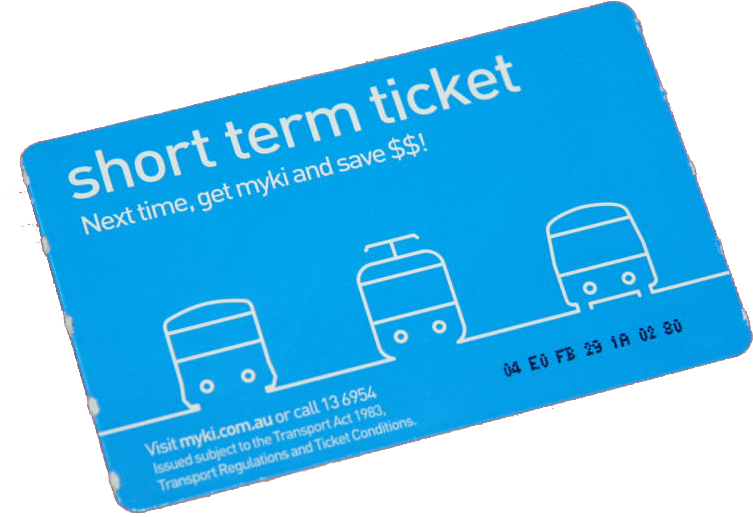 short term ticket
Next time, get myki and save $$!
04 E0 FB 29 1A 02 80
Visit myki.com.au or call 13 6954
Issued subject to the Transport Act 1983,
Transport Regulations and Ticket Conditions.